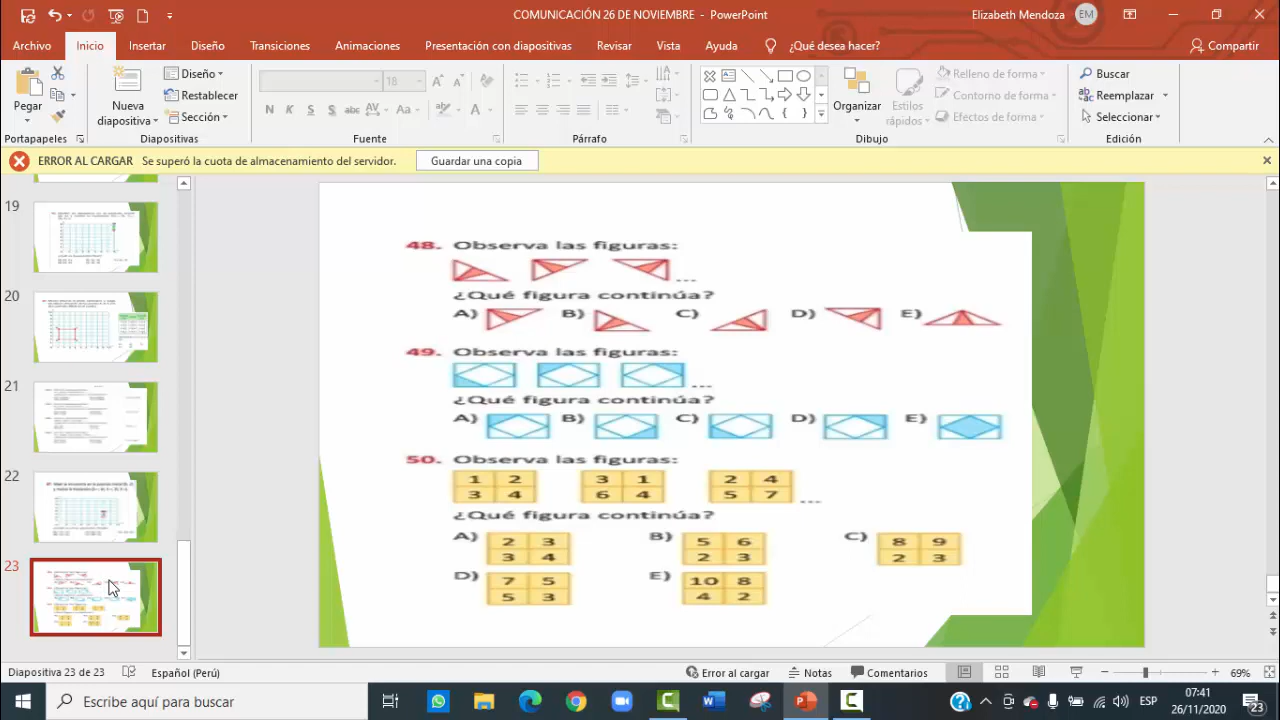 COMUNICACIÓN 26 DE NOVIEMBRE - PowerPoint
Elizabeth Mendoza EM
Archivo Inicio Insertar Diseño Transiciones Animaciones Presentación con diapositivas Revisar Vista Ayuda ¿Qué desea hacer? Compartir
Pegar
Nueva diapositiva
Diseño
Restablecer
Sección
18
N K S S abc AV Aa A
Organizar
Estilos rápidos
Relleno de forma
Contorno de forma
Efectos de forma
Buscar
Reemplazar
Seleccionar
Portapapeles Diapositivas Fuente Párrafo Dibujo Edición
ERROR AL CARGAR Se superó la cuota de almacenamiento del servidor. Guardar una copia
19
20
21
22
23
48. Observa las figuras:
...
¿Qué figura continúa?
A) B) C) D) E)
49. Observa las figuras:
...
¿Qué figura continúa?
A) B) C) D) E)
50. Observa las figuras:
1 2 3 1 2 4
3 4 6 4 5 7 ...
¿Qué figura continúa?
A) 2 3 B) 5 6 C) 8 9
3 4 2 3 2 3
D) 7 5 E) 10 8
5 3 4 2
Diapositiva 23 de 23 Español (Perú) Error al cargar Notas Comentarios 69%
Escribe aquí para buscar
ESP
07:41
26/11/2020
23